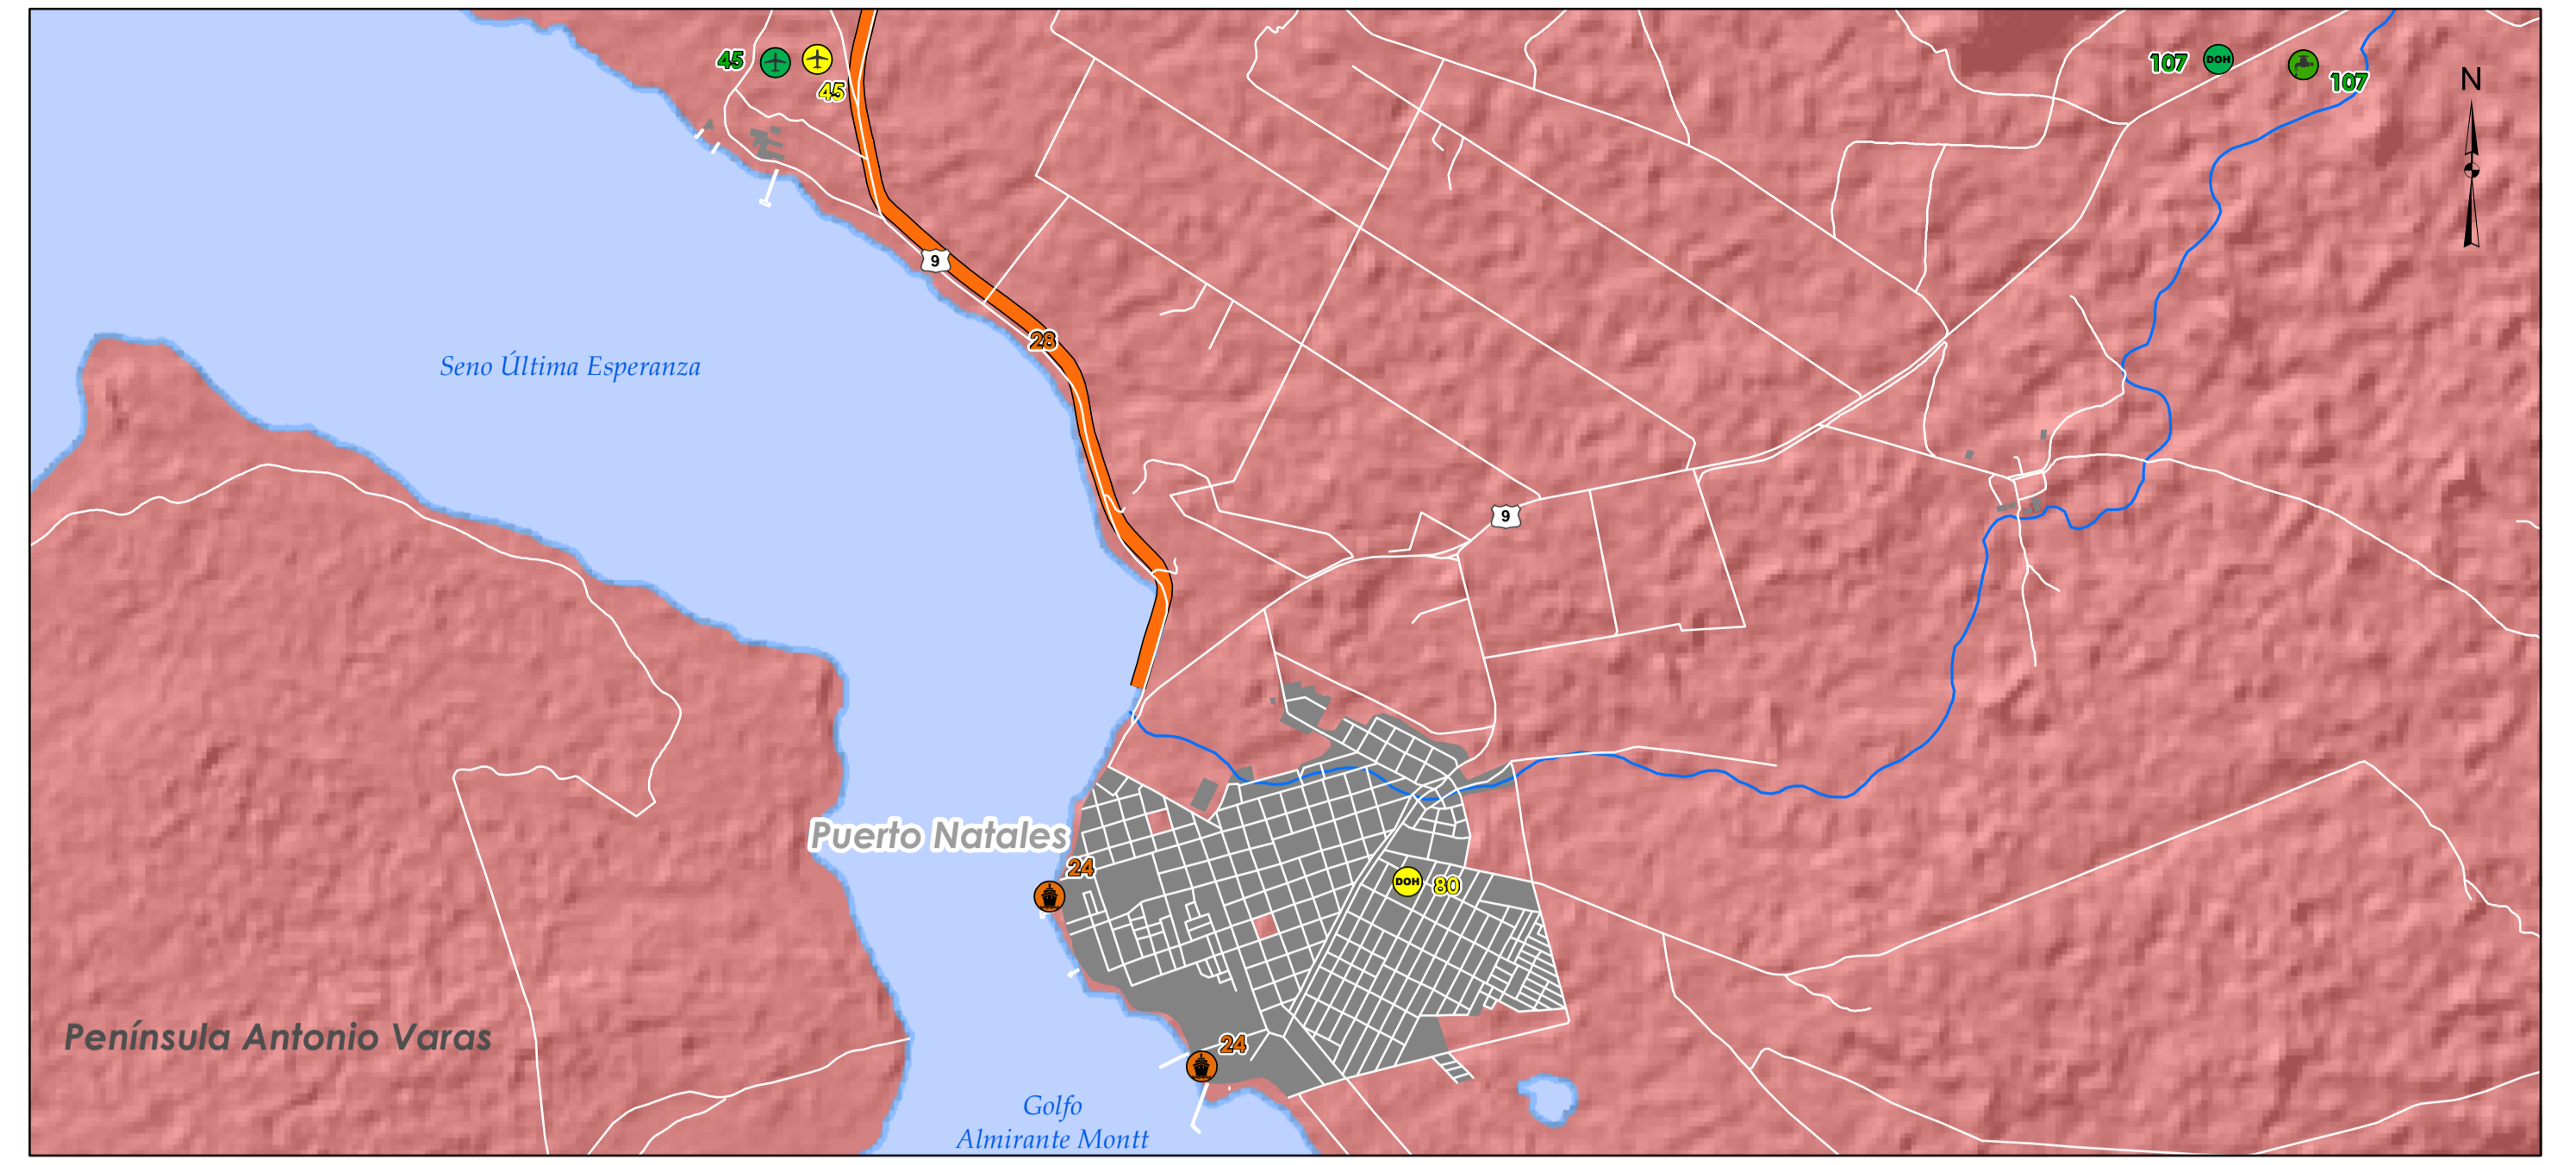 45
45
DOH
107
107
N
9
28
Seno Última Esperanza
9
Puerto Natales
24
DOH
80
Península Antonio Varas
24
Golfo
Almirante Montt